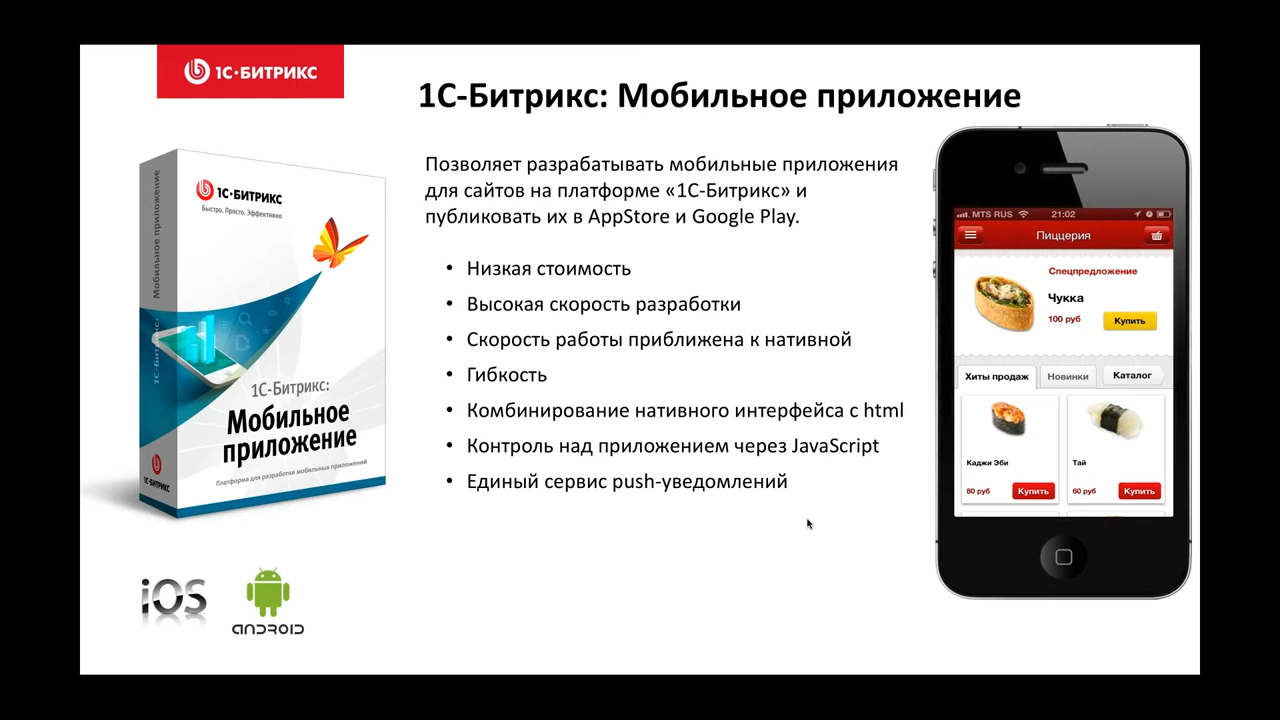 1С·БИТРИКС
1С-Битрикс: Мобильное приложение
Позволяет разрабатывать мобильные приложения
для сайтов на платформе «1С-Битрикс» и
публиковать их в AppStore и Google Play.
• Низкая стоимость
• Высокая скорость разработки
• Скорость работы приближена к нативной
• Гибкость
• Комбинирование нативного интерфейса с html
• Контроль над приложением через JavaScript
• Единый сервис push-уведомлений
1С·БИТРИКС
Быстро. Просто. Эффективно
1С-Битрикс:
Мобильное
приложение
Платформа для разработки мобильных приложений
Мобильное приложение
1С-Битрикс:
1С·БИТРИКС
iOS
ANDROID
MTS RUS 21:02
Пиццерия
Спецпредложение
Чукка
100 руб Купить
Хиты продаж Новинки Каталог
Каджи Эби Тай
80 руб Купить 60 руб Купить